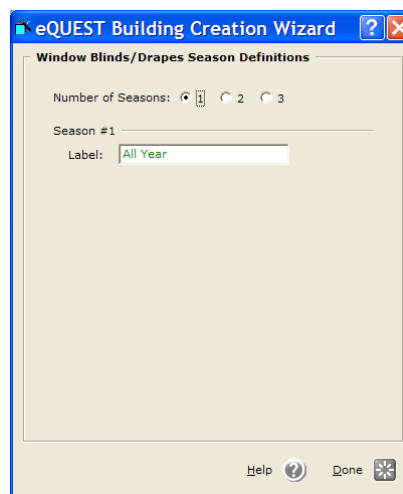 eQUEST Building Creation Wizard ? X
Window Blinds/Drapes Season Definitions
Number of Seasons: 1 2 3
Season #1
Label: All Year
Help ? Done